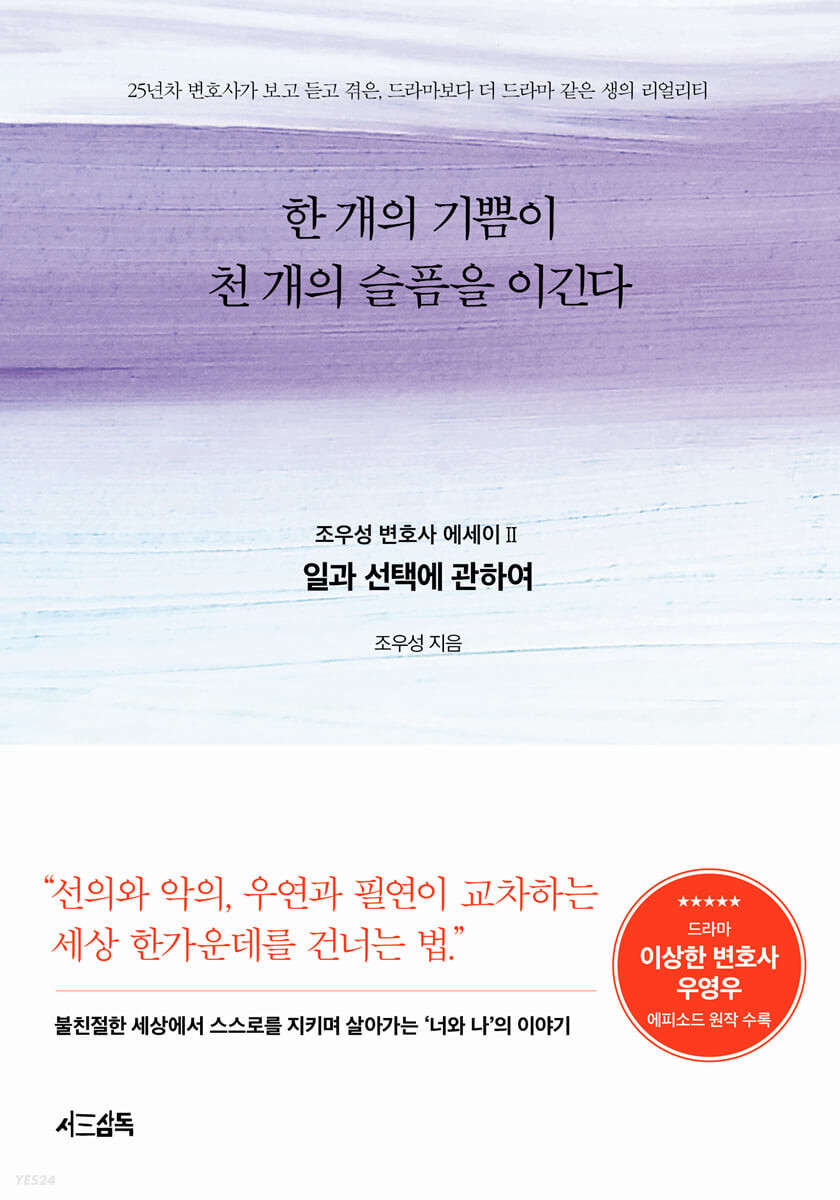 25년차 변호사가 보고 듣고 겪은, 드라마보다 더 드라마 같은 생의 리얼리티
한 개의 기쁨이
천 개의 슬픔을 이긴다
조우성 변호사 에세이 Ⅱ
일과 선택에 관하여
조우성 지음
“선의와 악의, 우연과 필연이 교차하는
세상 한가운데를 건너는 법.”
불친절한 세상에서 스스로를 지키며 살아가는 ‘너와 나’의 이야기
★★★★★
드라마
이상한 변호사
우영우
에피소드 원작 수록
서삼독
YES24